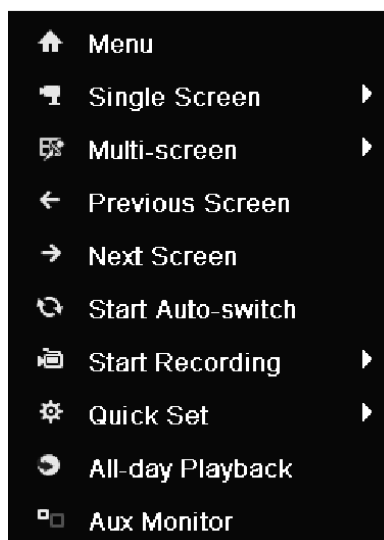 Menu
Single Screen
Multi-screen
Previous Screen
Next Screen
Start Auto-switch
Start Recording
Quick Set
All-day Playback
Aux Monitor